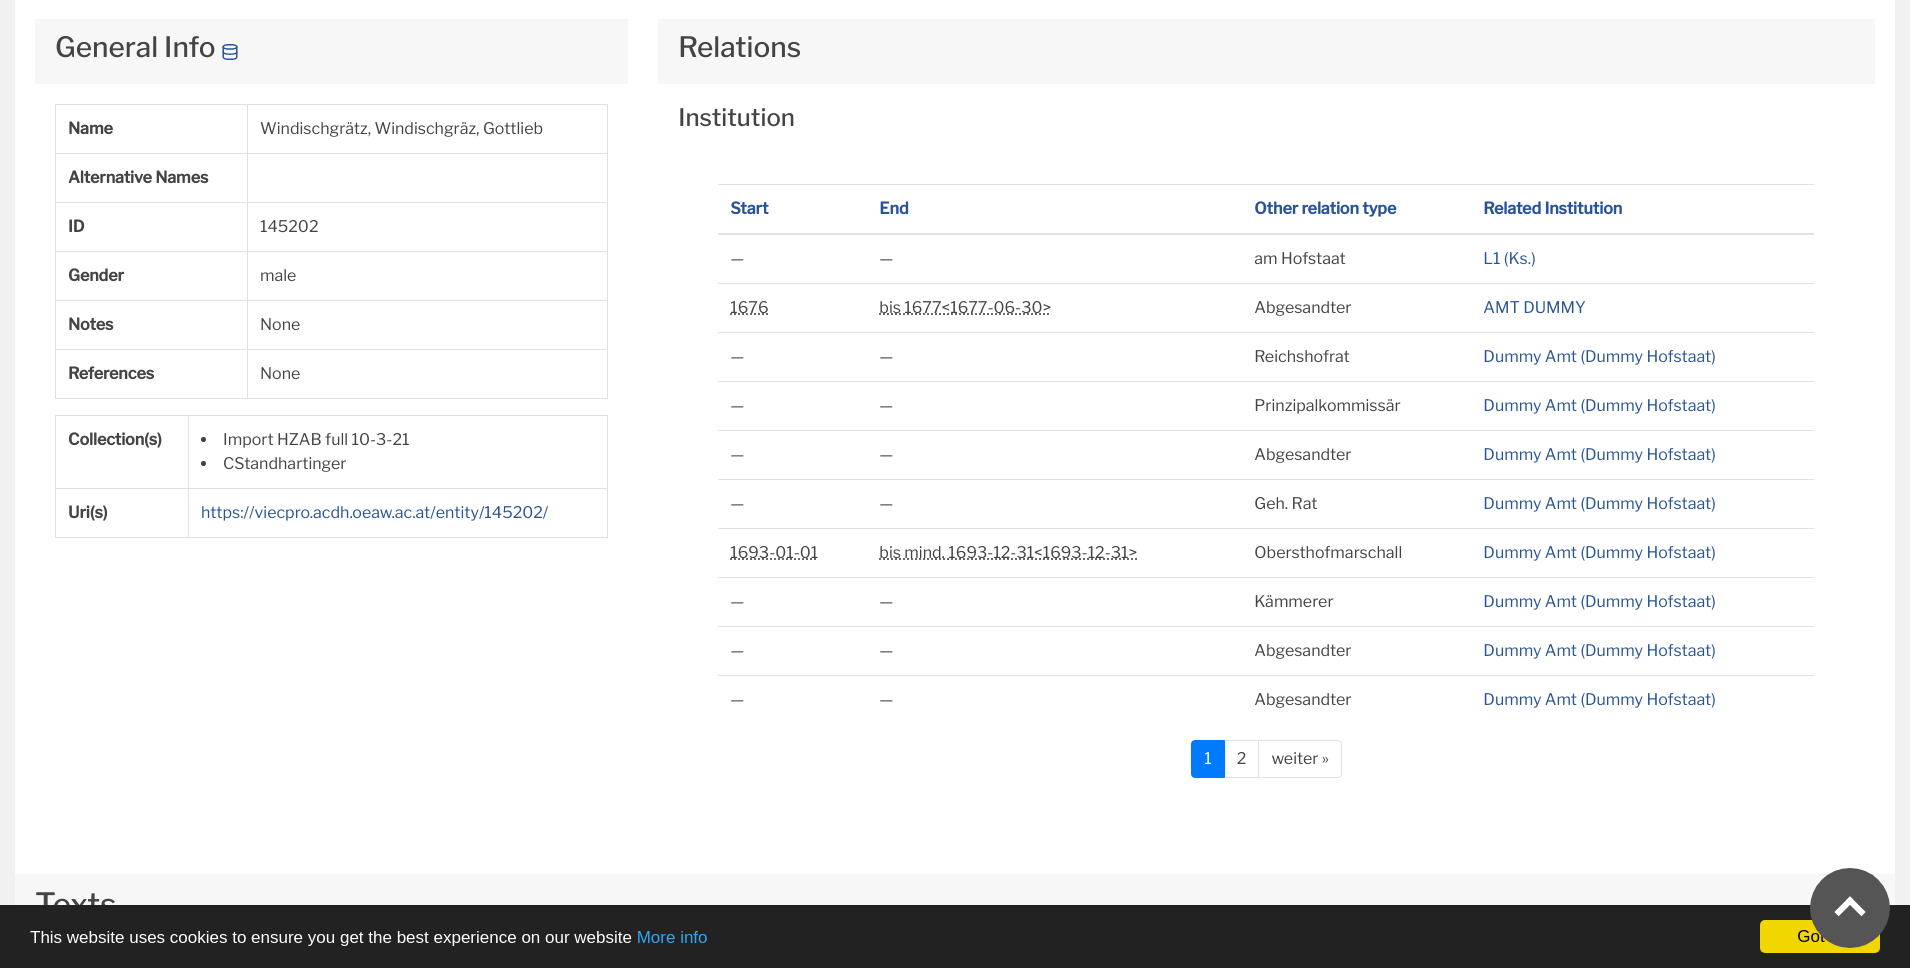 General Info
Name Windischgrätz, Windischgräz, Gottlieb
Alternative Names
ID 145202
Gender male
Notes None
References None
Collection(s) • Import HZAB full 10-3-21
• CStandhartinger
Uri(s) https://viecpro.acdh.oeaw.ac.at/entity/145202/
Relations
Institution
Start End Other relation type Related Institution
— — am Hofstaat L1 (Ks.)
1676 bis 1677<1677-06-30> Abgesandter AMT DUMMY
— — Reichshofrat Dummy Amt (Dummy Hofstaat)
— — Prinzipalkommissär Dummy Amt (Dummy Hofstaat)
— — Abgesandter Dummy Amt (Dummy Hofstaat)
— — Geh. Rat Dummy Amt (Dummy Hofstaat)
1693-01-01 bis mind. 1693-12-31<1693-12-31> Obersthofmarschall Dummy Amt (Dummy Hofstaat)
— — Kämmerer Dummy Amt (Dummy Hofstaat)
— — Abgesandter Dummy Amt (Dummy Hofstaat)
— — Abgesandter Dummy Amt (Dummy Hofstaat)
1 2 weiter »
Texts
This website uses cookies to ensure you get the best experience on our website More info